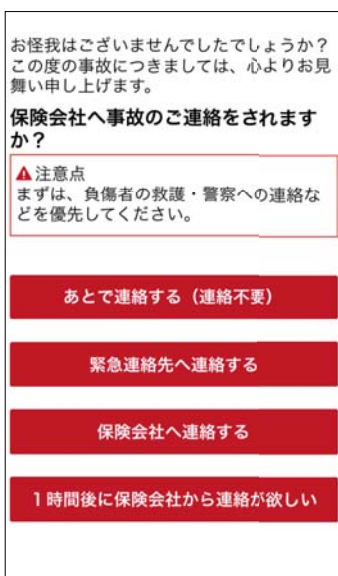 お怪我はございませんでしたでしょうか？
この度の事故につきましては、心よりお見
舞い申し上げます。
保険会社へ事故のご連絡をされます
か？
▲注意点
まずは、負傷者の救護・警察への連絡な
どを優先してください。
あとで連絡する（連絡不要）
緊急連絡先へ連絡する
保険会社へ連絡する
１時間後に保険会社から連絡が欲しい